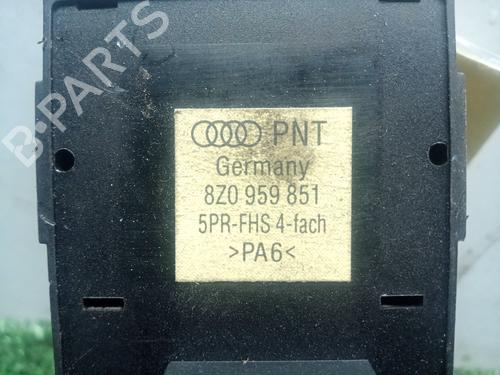 B-PARTS
PNT
Germany
8Z0 959 851
5PR-FHS 4-fach
>PA6<